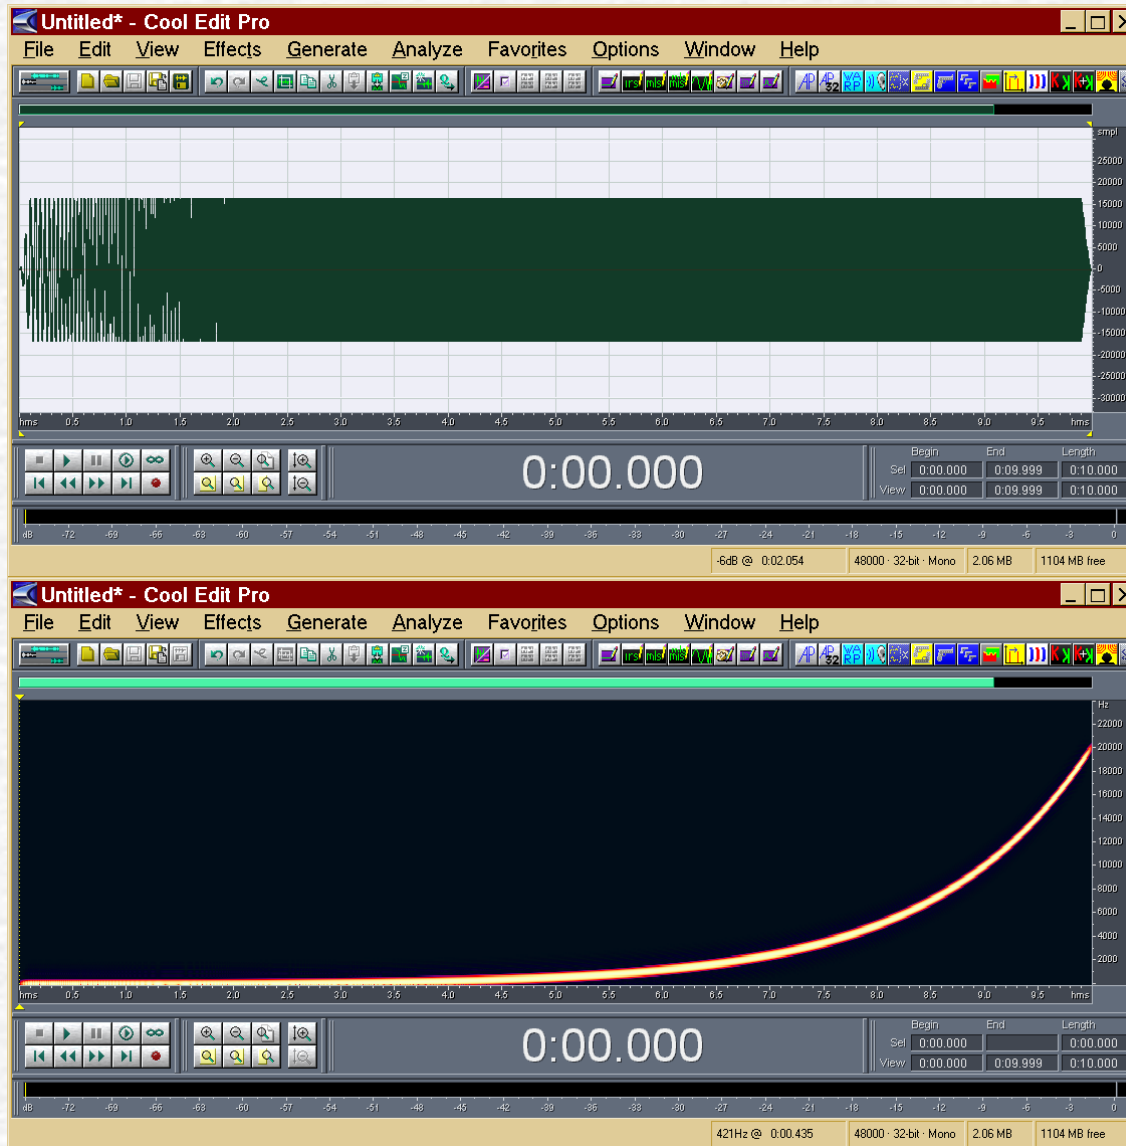 Untitled* - Cool Edit Pro
File Edit View Effects Generate Analyze Favorites Options Window Help
smpl
25000
20000
15000
10000
5000
0
-5000
-10000
-15000
-20000
-25000
-30000
hms 0.5 1.0 1.5 2.0 2.5 3.0 3.5 4.0 4.5 5.0 5.5 6.0 6.5 7.0 7.5 8.0 8.5 9.0 9.5 hms
0:00.000
Begin End Length
Sel 0:00.000 0:09.999 0:10.000
View 0:00.000 0:09.999 0:10.000
dB -72 -69 -66 -63 -60 -57 -54 -51 -48 -45 -42 -39 -36 -33 -30 -27 -24 -21 -18 -15 -12 -9 -6 -3 0
-6dB @ 0:02.054 48000 · 32-bit · Mono 2.06 MB 1104 MB free
Untitled* - Cool Edit Pro
File Edit View Effects Generate Analyze Favorites Options Window Help
Hz
22000
20000
18000
16000
14000
12000
10000
8000
6000
4000
2000
hms 0.5 1.0 1.5 2.0 2.5 3.0 3.5 4.0 4.5 5.0 5.5 6.0 6.5 7.0 7.5 8.0 8.5 9.0 9.5 hms
0:00.000
Begin End Length
Sel 0:00.000 0:00.000
View 0:00.000 0:09.999 0:10.000
dB -72 -69 -66 -63 -60 -57 -54 -51 -48 -45 -42 -39 -36 -33 -30 -27 -24 -21 -18 -15 -12 -9 -6 -3 0
421Hz @ 0:00.435 48000 · 32-bit · Mono 2.06 MB 1104 MB free